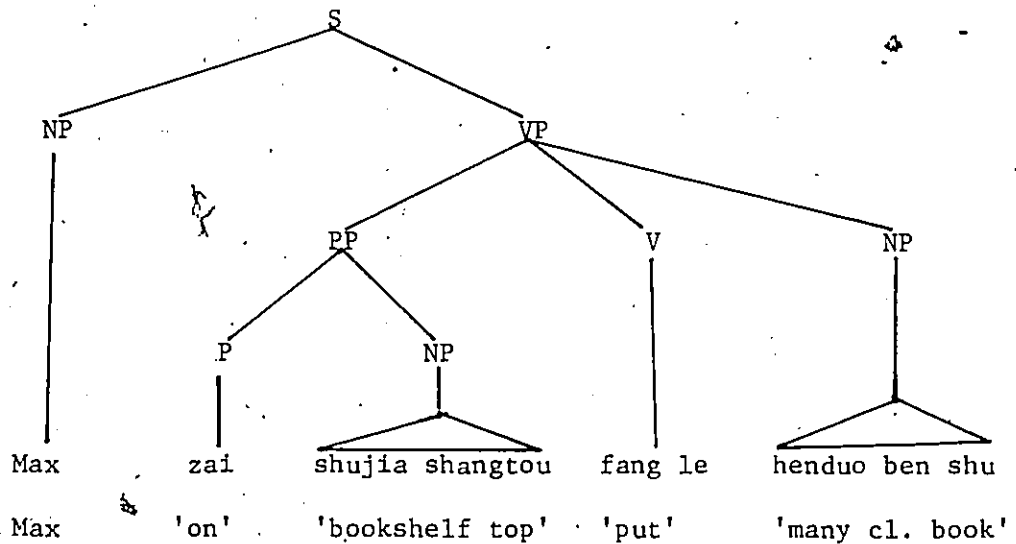 S
NP VP
PP V NP
P NP
Max zai shujia shangtou fang le henduo ben shu
Max 'on' 'bookshelf top' 'put' 'many cl. book'